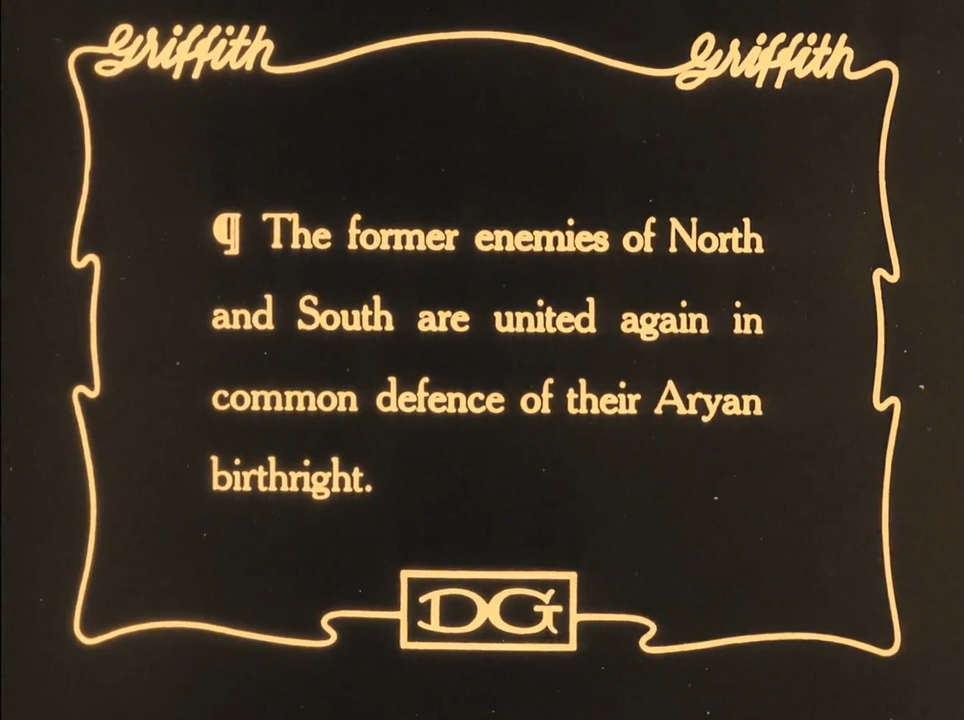 Griffith Griffith
¶ The former enemies of North
and South are united again in
common defence of their Aryan
birthright.
DG